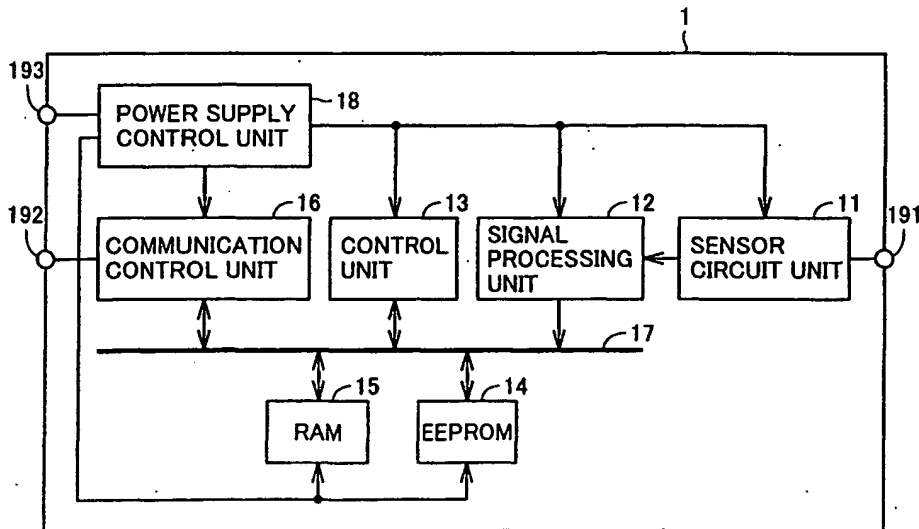 1
193
POWER SUPPLY
CONTROL UNIT
18
192
16
COMMUNICATION
CONTROL UNIT
13
CONTROL
UNIT
12
SIGNAL
PROCESSING
UNIT
11
SENSOR
CIRCUIT UNIT
191
17
15
RAM
14
EEPROM